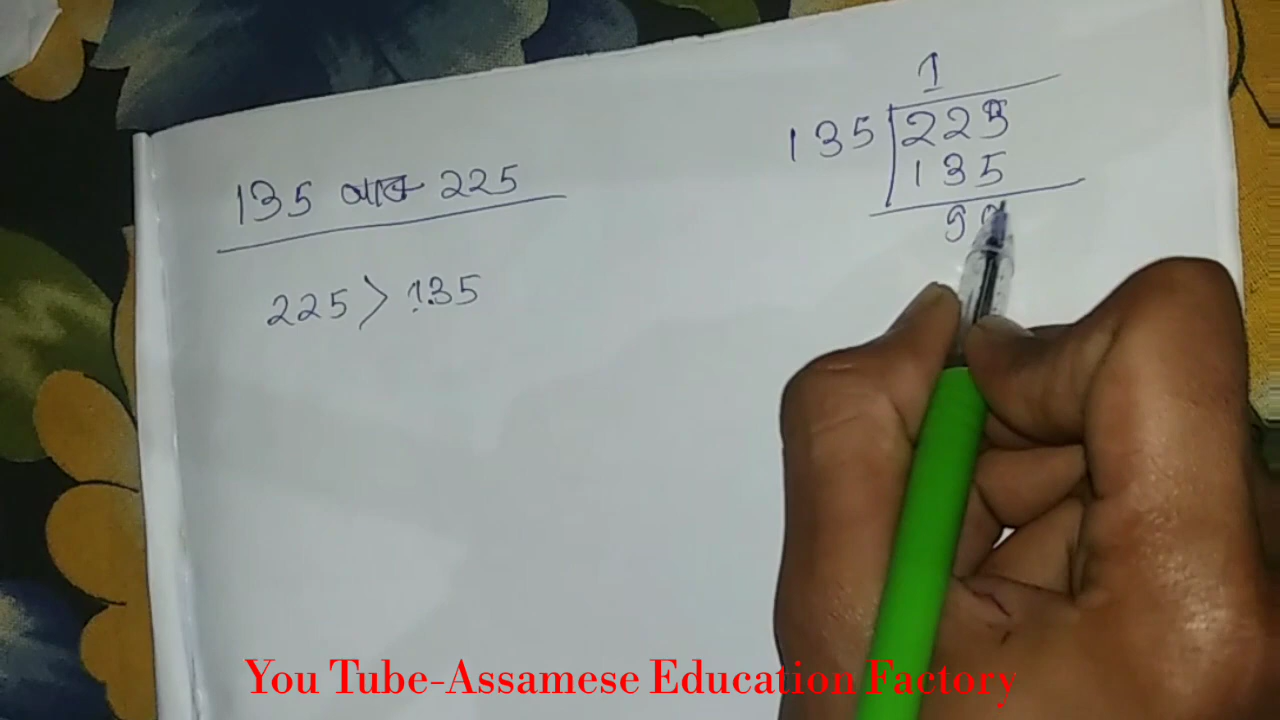 135 আৰু 225
225 > 135
1
135 225
135
90
You Tube-Assamese Education Factory